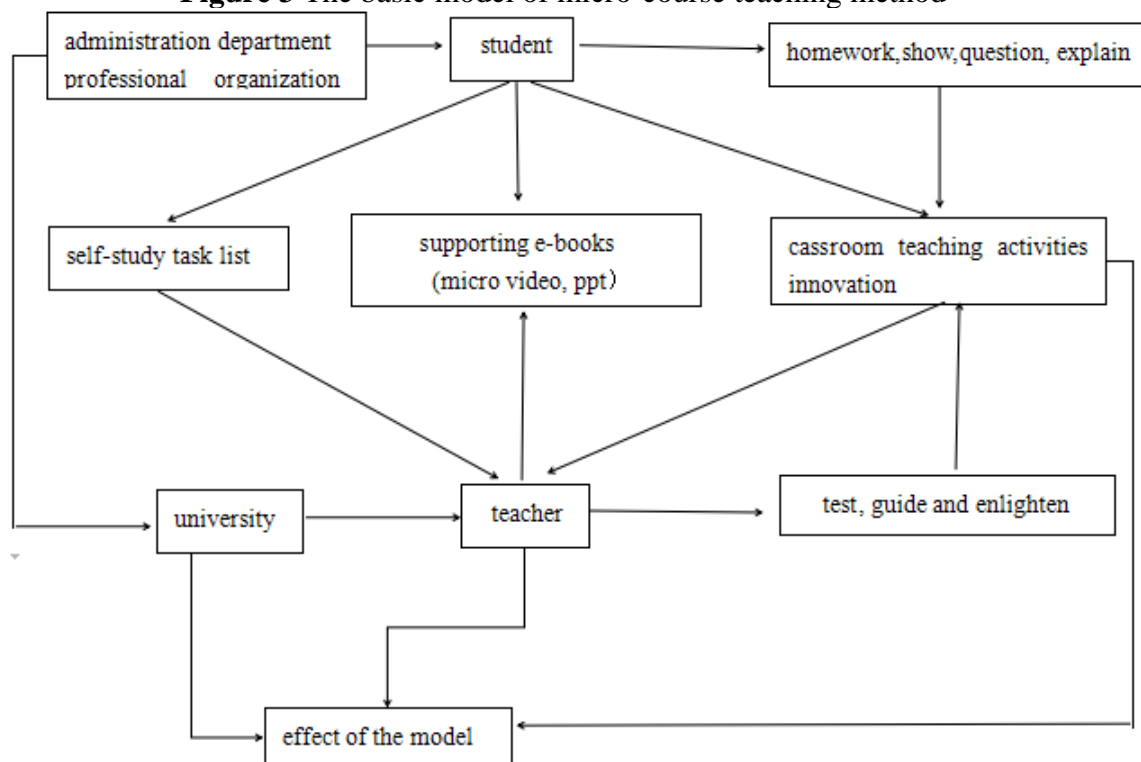 Figure 3 The basic model of micro-course teaching method
administration department
professional organization
student
homework,show,question, explain
self-study task list
supporting e-books
(micro video, ppt）
cassroom teaching activities
innovation
university
teacher
test, guide and enlighten
effect of the model